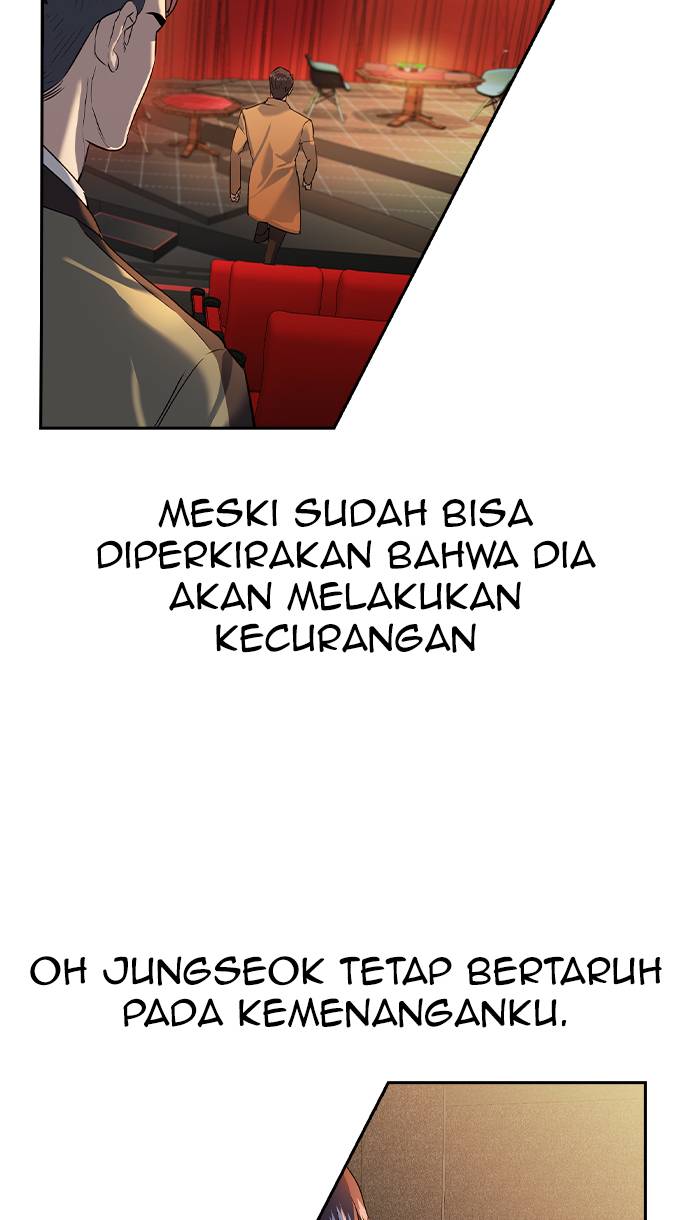 MESKI SUDAH BISA
DIPERKIRAKAN BAHWA DIA
AKAN MELAKUKAN
KECURANGAN
OH JUNGSEOK TETAP BERTARUH
PADA KEMENANGANKU.